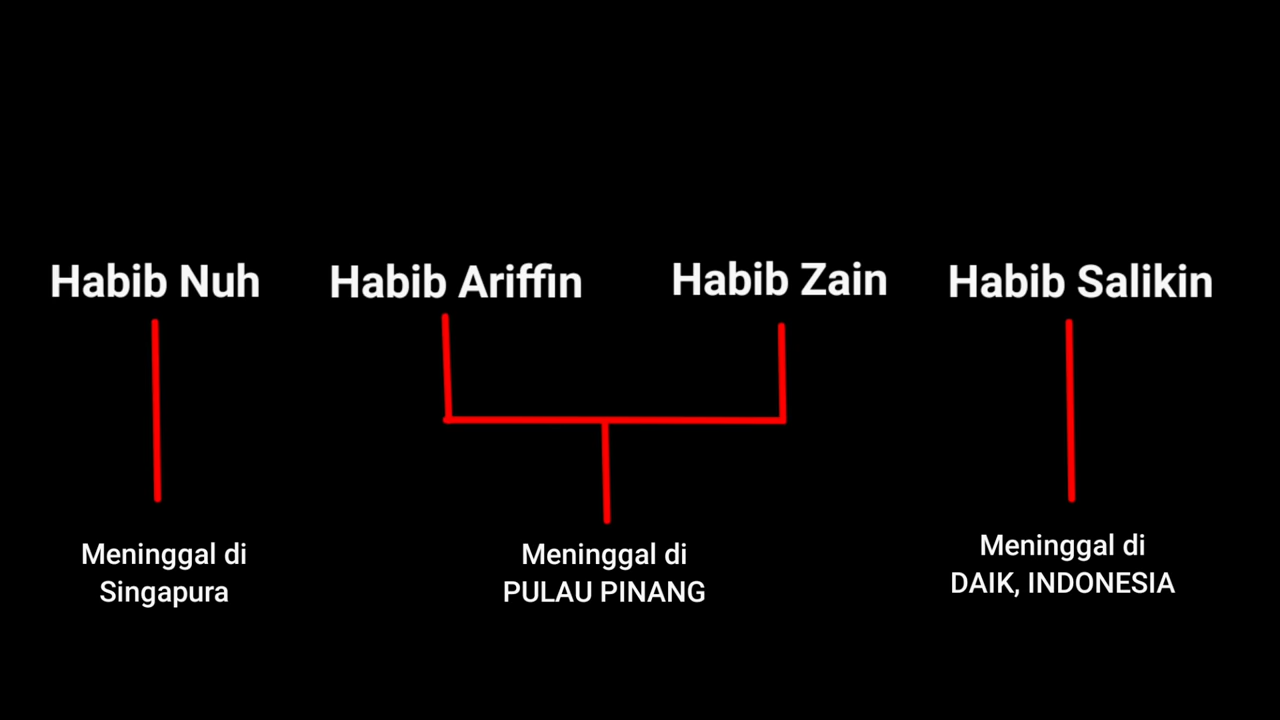 Habib Nuh
Habib Ariffin
Habib Zain
Habib Salikin
Meninggal di
Singapura
Meninggal di
PULAU PINANG
Meninggal di
DAIK, INDONESIA